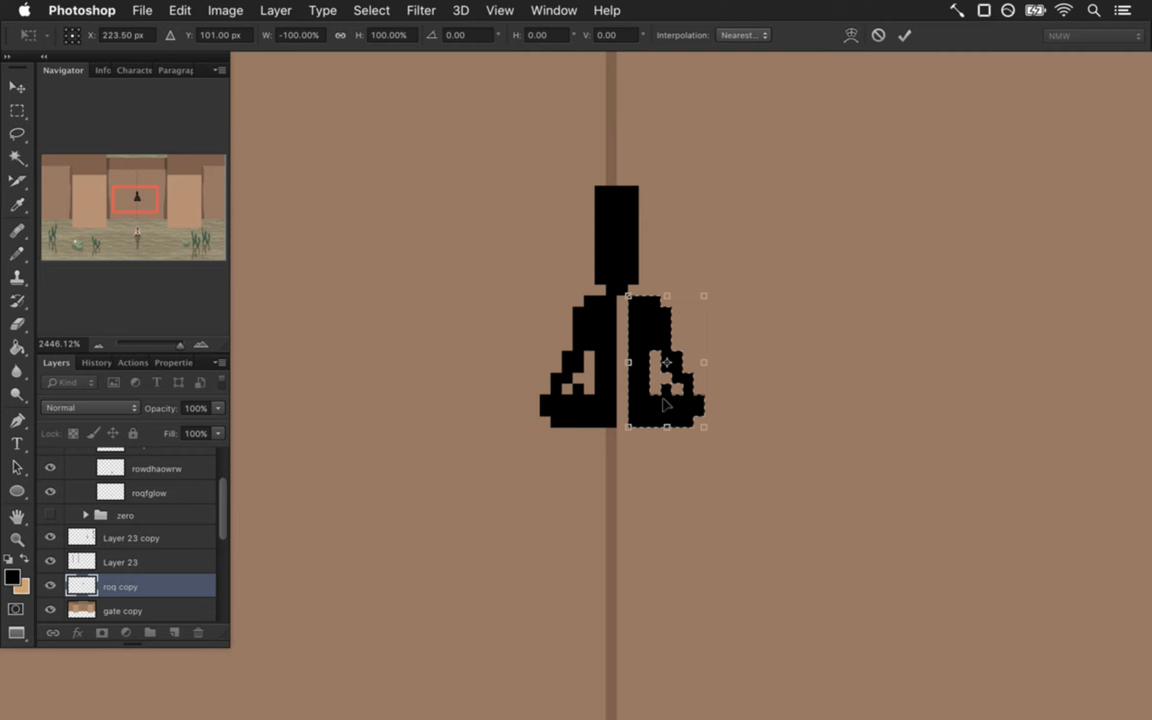 Photoshop File Edit Image Layer Type Select Filter 3D View Window Help
X: 223.50 px Y: 101.00 px W: -100.00% H: 100.00% 0.00 ° H: 0.00 ° V: 0.00 ° Interpolation: Nearest... NMW
Navigator Info Characte Paragrap
2446.12%
Layers History Actions Propertie
Kind
Normal Opacity: 100%
Lock: Fill: 100%
rowdhaowrw
roqfglow
zero
Layer 23 copy
Layer 23
roq copy
gate copy